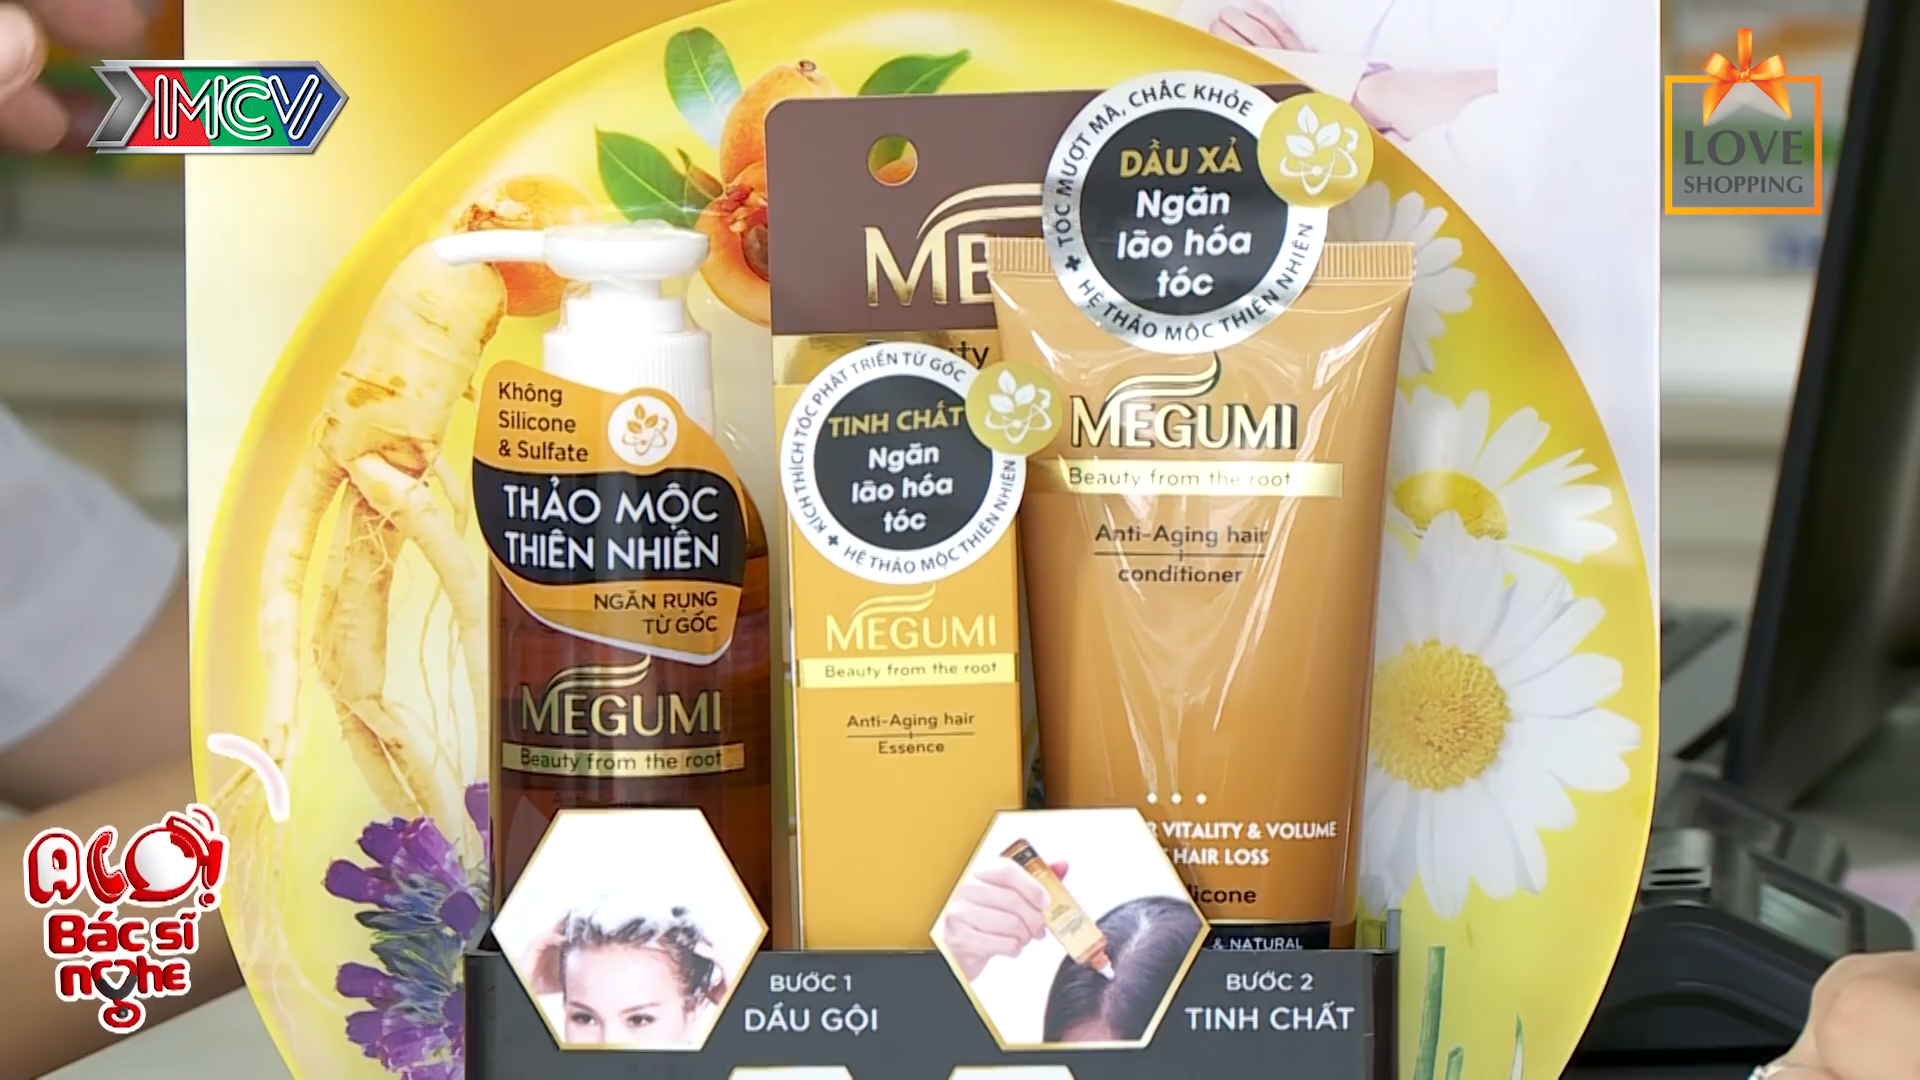 MCV
LOVE
SHOPPING
TÓC MƯỢT MÀ, CHẮC KHỎE
DẦU XẢ
Ngăn
lão hóa
tóc
+ HỆ THẢO MỘC THIÊN NHIÊN
KÍCH THÍCH TÓC PHÁT TRIỂN TỪ GỐC
TINH CHẤT
Ngăn
lão hóa
tóc
+ HỆ THẢO MỘC THIÊN NHIÊN
Không
Silicone
& Sulfate
THẢO MỘC
THIÊN NHIÊN
NGĂN RỤNG
TỪ GỐC
MEGUMI
Beauty from the root
MEGUMI
Beauty from the root
Anti-Aging hair
Essence
MEGUMI
Beauty from the root
Anti-Aging hair
conditioner
VITALITY & VOLUME
HAIR LOSS
& NATURAL
ALO!
Bác sĩ
nghe
BƯỚC 1
DẦU GỘI
BƯỚC 2
TINH CHẤT